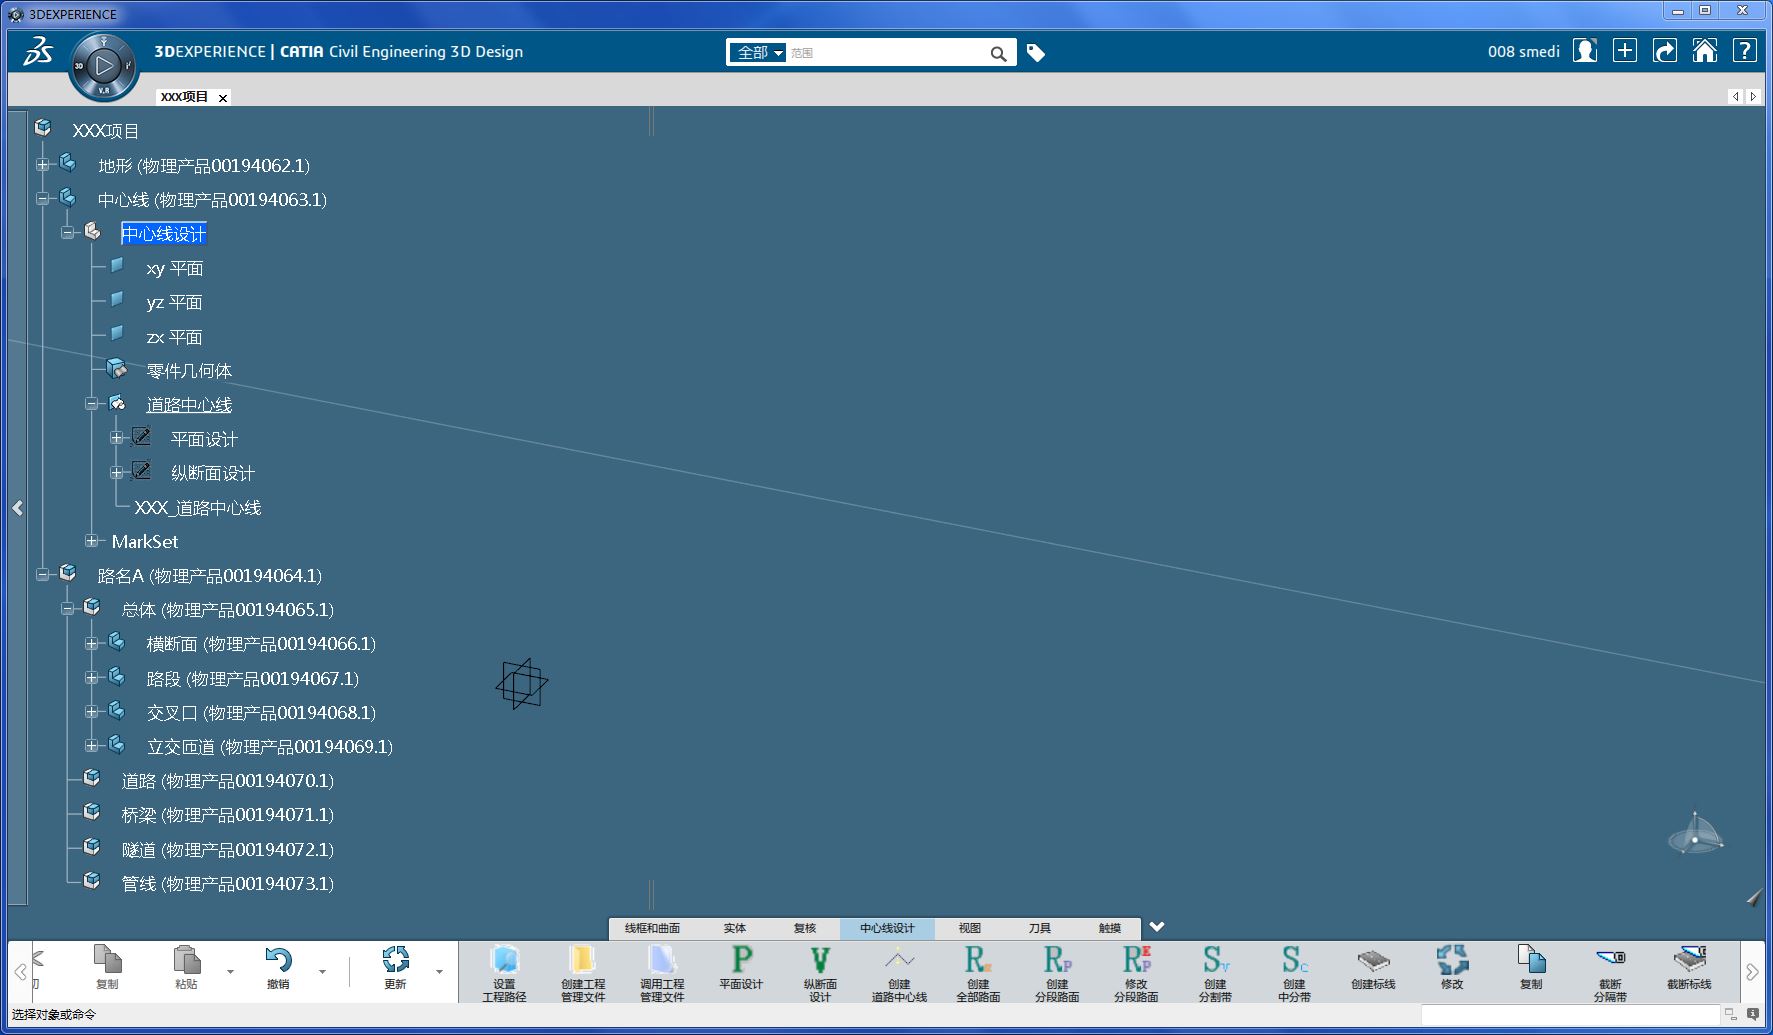 3DEXPERIENCE
3DEXPERIENCE | CATIA Civil Engineering 3D Design
全部
范围
008 smedi
3D
V.R
XXX项目
XXX项目
地形 (物理产品00194062.1)
中心线 (物理产品00194063.1)
中心线设计
xy 平面
yz 平面
zx 平面
零件几何体
道路中心线
平面设计
纵断面设计
XXX_道路中心线
MarkSet
路名A (物理产品00194064.1)
总体 (物理产品00194065.1)
横断面 (物理产品00194066.1)
路段 (物理产品00194067.1)
交叉口 (物理产品00194068.1)
立交匝道 (物理产品00194069.1)
道路 (物理产品00194070.1)
桥梁 (物理产品00194071.1)
隧道 (物理产品00194072.1)
管线 (物理产品00194073.1)
线框和曲面 实体 复核 中心线设计 视图 刀具 触摸
复制
粘贴
撤销
更新
设置
工程路径
创建工程
管理文件
调用工程
管理文件
平面设计
纵断面
设计
创建
道路中心线
创建
全部路面
创建
分段路面
修改
分段路面
创建
分割带
创建
中分带
创建标线
修改
复制
截断
分隔带
截断标线
选择对象或命令